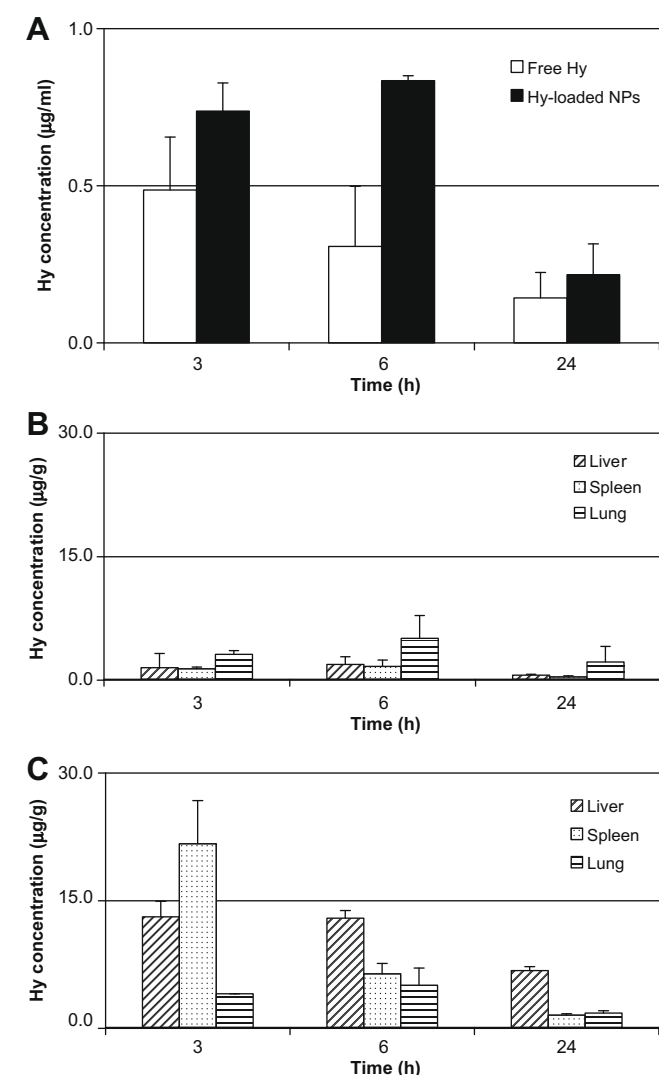 A
Hy concentration (µg/ml)
1.0
0.5
0.0
Free Hy
Hy-loaded NPs
3 6 24
Time (h)
B
Hy concentration (µg/g)
30.0
15.0
0.0
Liver
Spleen
Lung
3 6 24
Time (h)
C
Hy concentration (µg/g)
30.0
15.0
0.0
Liver
Spleen
Lung
3 6 24
Time (h)